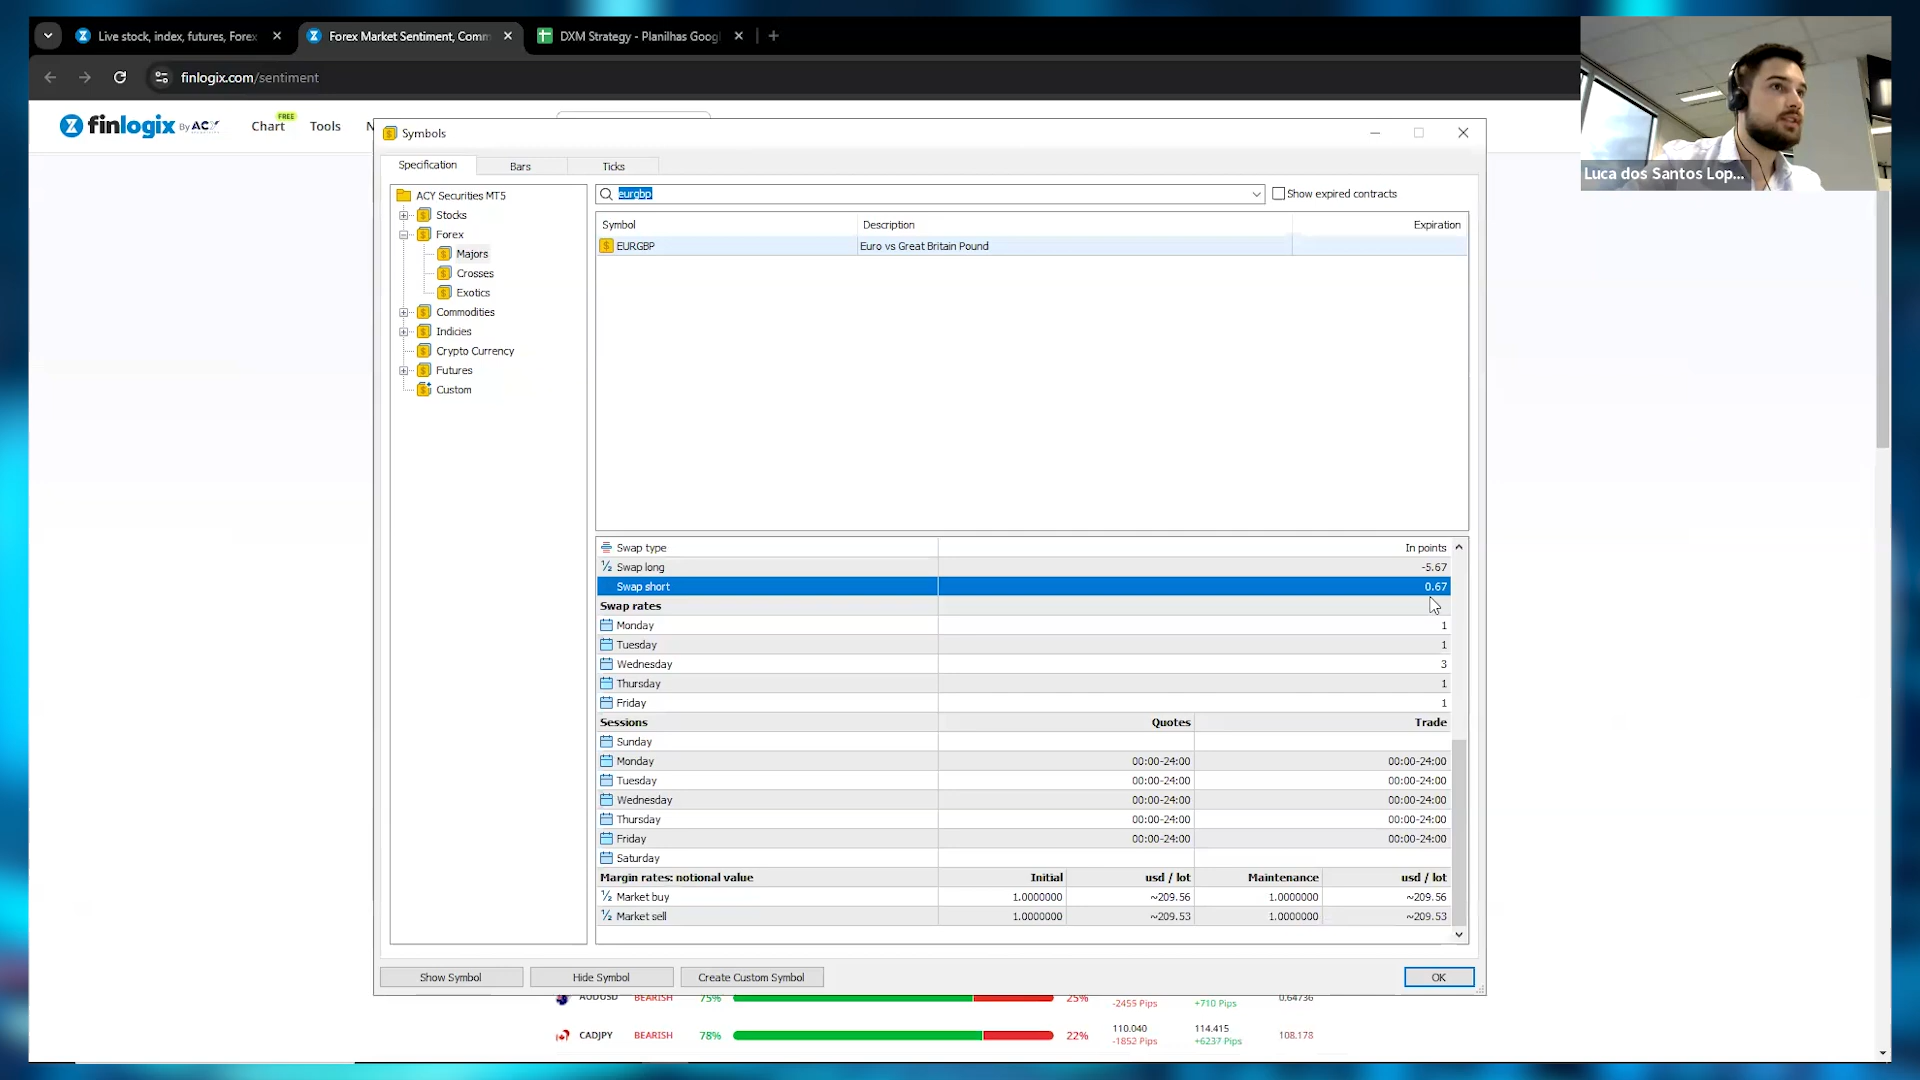 Live stock, index, futures, Forex
Forex Market Sentiment, Comm
DXM Strategy - Planilhas Goog
finlogix.com/sentiment
finlogix By ACY
Chart FREE Tools N
Luca dos Santos Lop...
Symbols
Specification Bars Ticks
ACY Securities MT5
Stocks
Forex
Majors
Crosses
Exotics
Commodities
Indicies
Crypto Currency
Futures
Custom
eurgbp
Show expired contracts
Symbol Description Expiration
EURGBP Euro vs Great Britain Pound
Swap type In points
Swap long -5.67
Swap short 0.67
Swap rates
Monday 1
Tuesday 1
Wednesday 3
Thursday 1
Friday 1
Sessions Quotes Trade
Sunday
Monday 00:00-24:00 00:00-24:00
Tuesday 00:00-24:00 00:00-24:00
Wednesday 00:00-24:00 00:00-24:00
Thursday 00:00-24:00 00:00-24:00
Friday 00:00-24:00 00:00-24:00
Saturday
Margin rates: notional value Initial usd / lot Maintenance usd / lot
Market buy 1.0000000 ~209.56 1.0000000 ~209.56
Market sell 1.0000000 ~209.53 1.0000000 ~209.53
Show Symbol Hide Symbol Create Custom Symbol OK
AUDUSD BEARISH 75% 25% -2455 Pips +710 Pips 0.64736
CADJPY BEARISH 78% 22% 110.040 114.415 108.178
-1852 Pips +6237 Pips